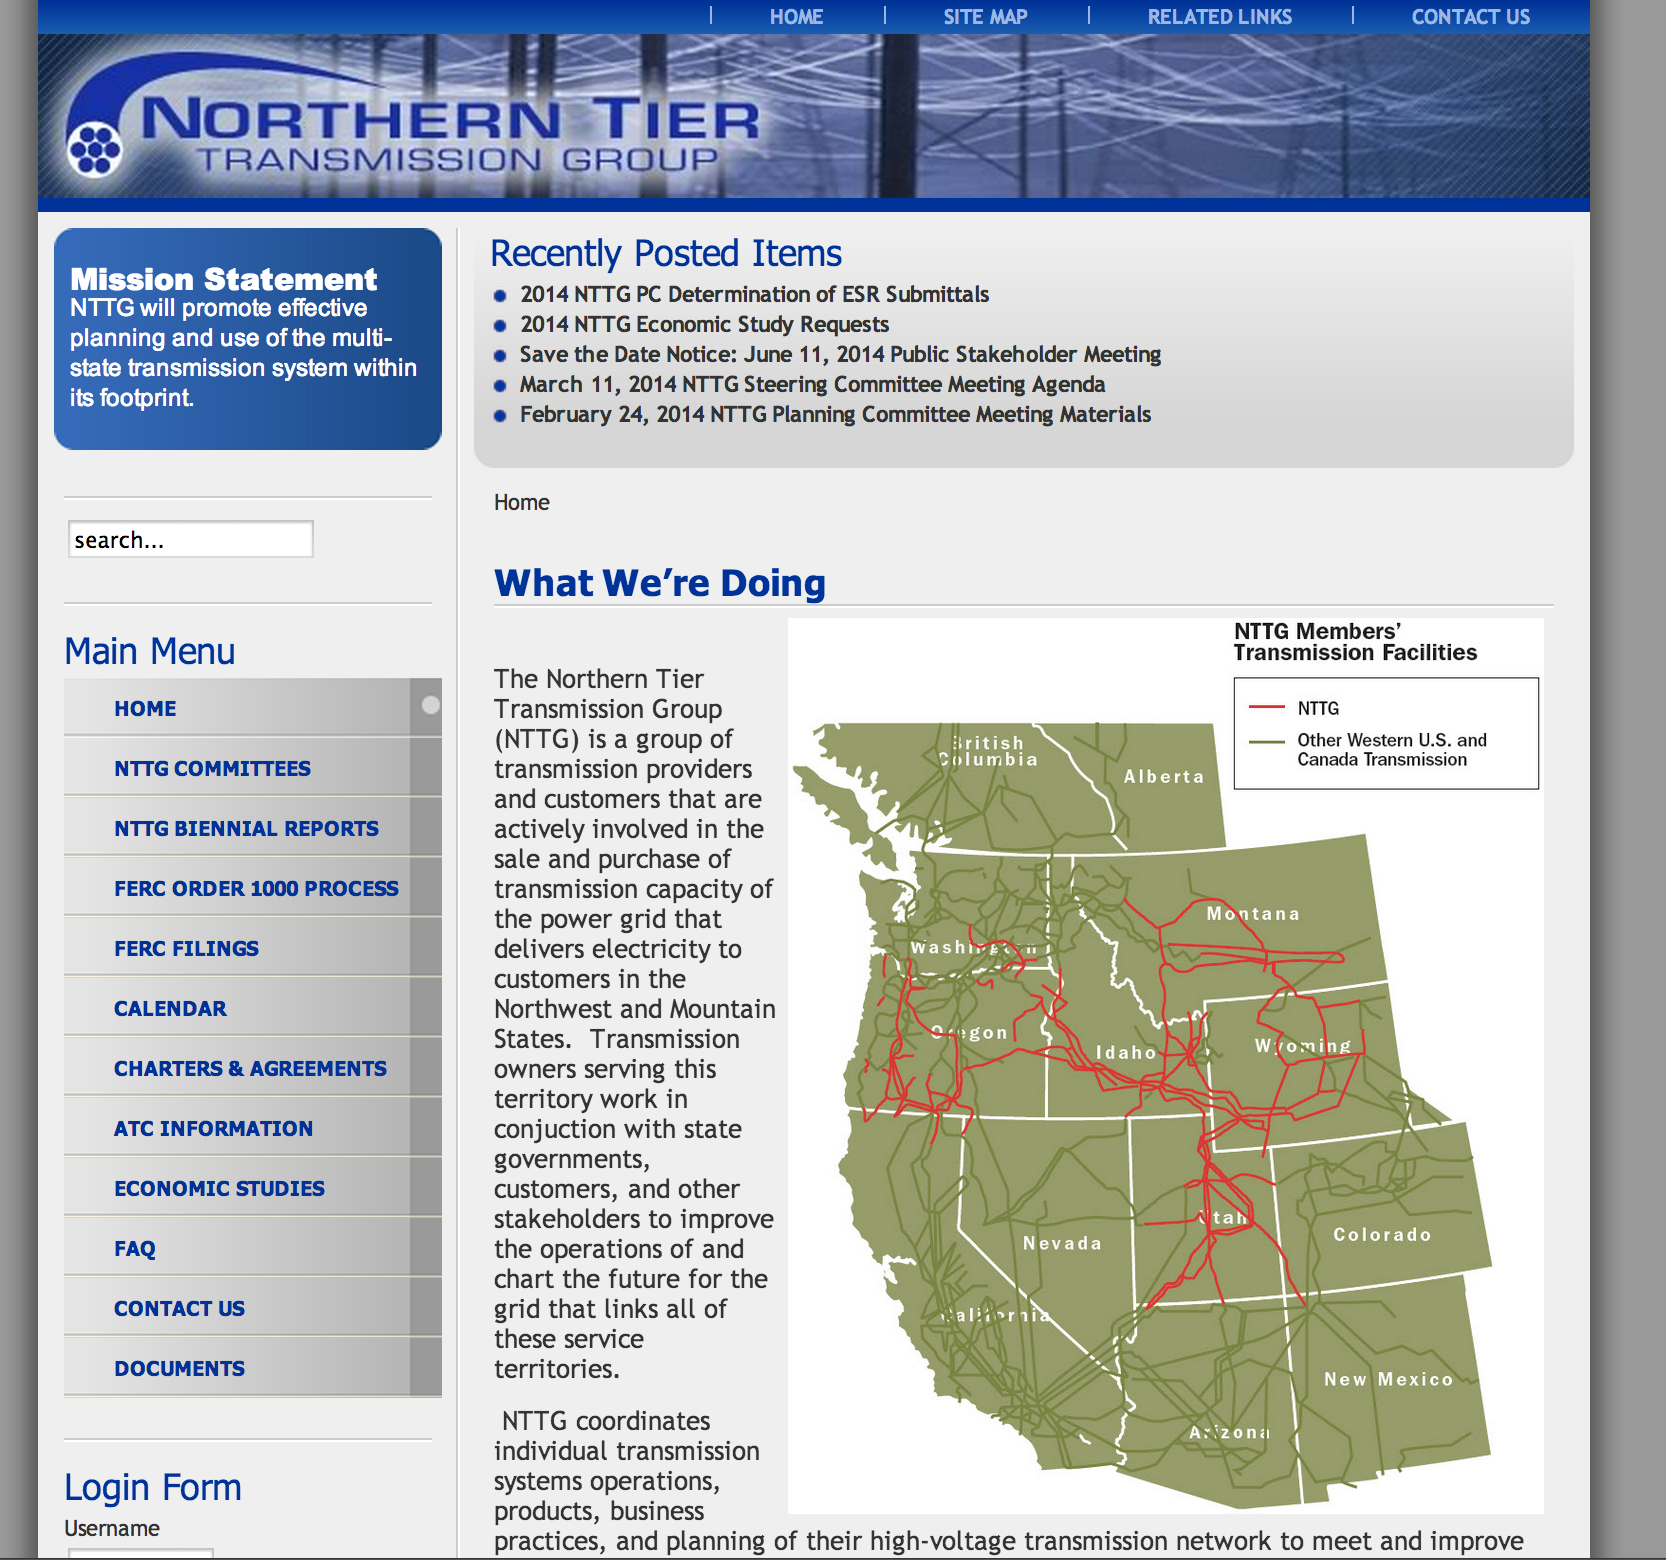 HOME
SITE MAP
RELATED LINKS
CONTACT US
NORTHERN TIER
TRANSMISSION GROUP
Mission Statement
NTTG will promote effective
planning and use of the multi-
state transmission system within
its footprint.
search...
Main Menu
HOME
NTTG COMMITTEES
NTTG BIENNIAL REPORTS
FERC ORDER 1000 PROCESS
FERC FILINGS
CALENDAR
CHARTERS & AGREEMENTS
ATC INFORMATION
ECONOMIC STUDIES
FAQ
CONTACT US
DOCUMENTS
Login Form
Username
Recently Posted Items
2014 NTTG PC Determination of ESR Submittals
2014 NTTG Economic Study Requests
Save the Date Notice: June 11, 2014 Public Stakeholder Meeting
March 11, 2014 NTTG Steering Committee Meeting Agenda
February 24, 2014 NTTG Planning Committee Meeting Materials
Home
What We're Doing
The Northern Tier
Transmission Group
(NTTG) is a group of
transmission providers
and customers that are
actively involved in the
sale and purchase of
transmission capacity of
the power grid that
delivers electricity to
customers in the
Northwest and Mountain
States.  Transmission
owners serving this
territory work in
conjuction with state
governments,
customers, and other
stakeholders to improve
the operations of and
chart the future for the
grid that links all of
these service
territories.
NTTG coordinates
individual transmission
systems operations,
products, business
practices, and planning of their high-voltage transmission network to meet and improve
NTTG Members'
Transmission Facilities
NTTG
Other Western U.S. and
Canada Transmission
British
Columbia
Alberta
Montana
Washington
Oregon
Idaho
Wyoming
Utah
Nevada
Colorado
California
New Mexico
Arizona